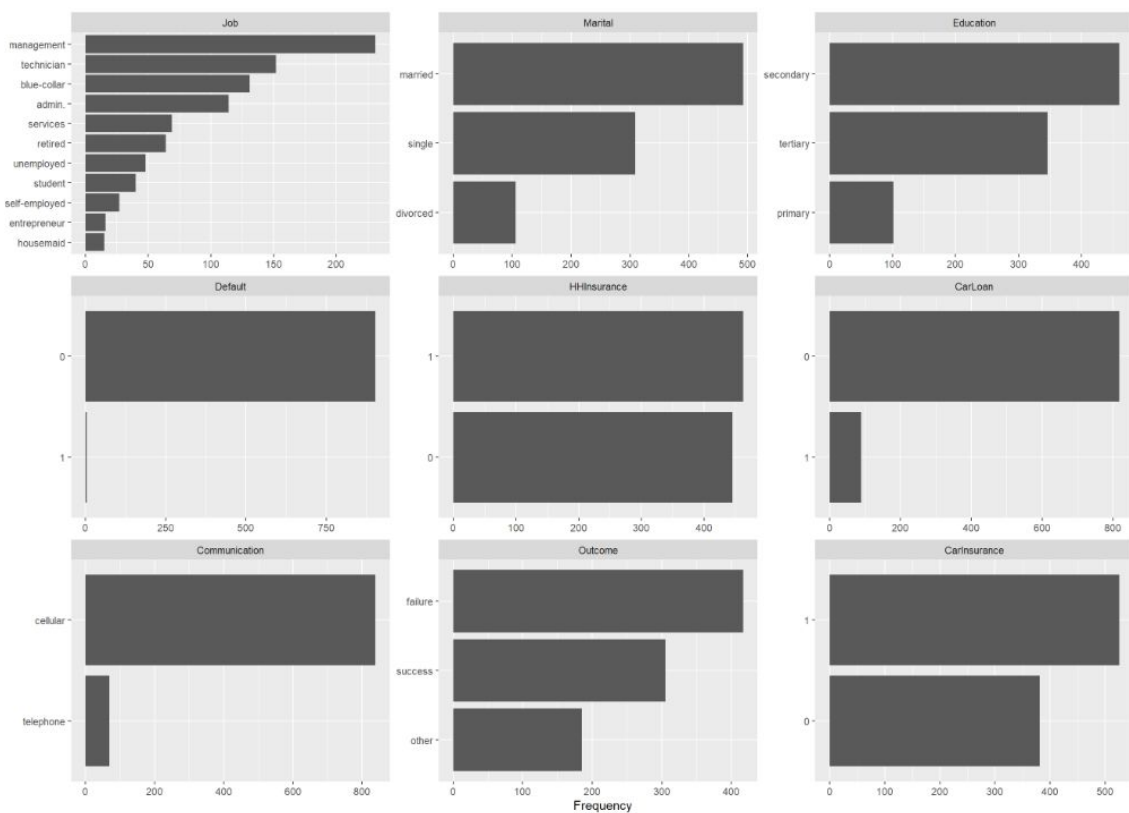 Job
management
technician
blue-collar
admin.
services
retired
unemployed
student
self-employed
entrepreneur
housemaid
0 50 100 150 200
Marital
married
single
divorced
0 100 200 300 400 500
Education
secondary
tertiary
primary
0 100 200 300 400
Default
0
1
0 250 500 750
HHInsurance
1
0
0 100 200 300 400
CarLoan
0
1
0 200 400 600 800
Communication
cellular
telephone
0 200 400 600 800
Outcome
failure
success
other
0 100 200 300 400
CarInsurance
1
0
0 100 200 300 400 500
Frequency